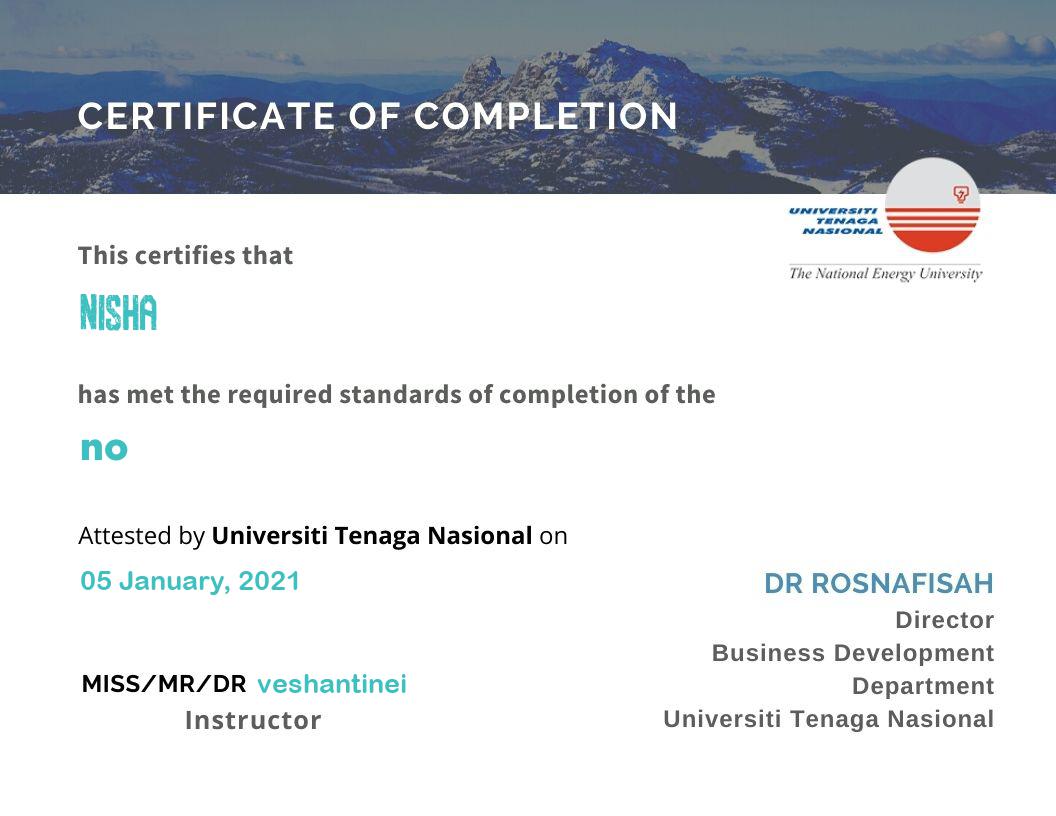 CERTIFICATE OF COMPLETION
UNIVERSITI
TENAGA
NASIONAL
The National Energy University
This certifies that
NISHA
has met the required standards of completion of the
no
Attested by Universiti Tenaga Nasional on
05 January, 2021
DR ROSNAFISAH
Director
Business Development
Department
Universiti Tenaga Nasional
MISS/MR/DR veshantinei
Instructor